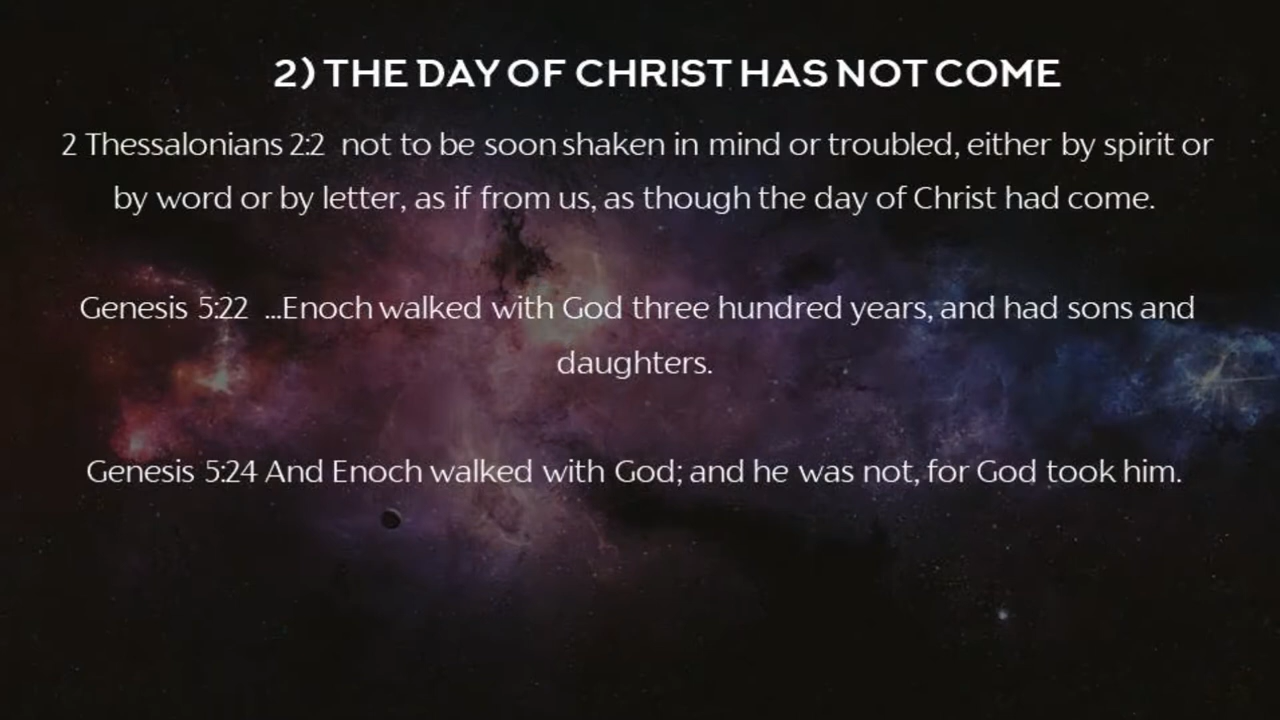 2) THE DAY OF CHRIST HAS NOT COME
2 Thessalonians 2:2 not to be soon shaken in mind or troubled, either by spirit or
by word or by letter, as if from us, as though the day of Christ had come.
Genesis 5:22 ...Enoch walked with God three hundred years, and had sons and
daughters.
Genesis 5:24 And Enoch walked with God; and he was not, for God took him.